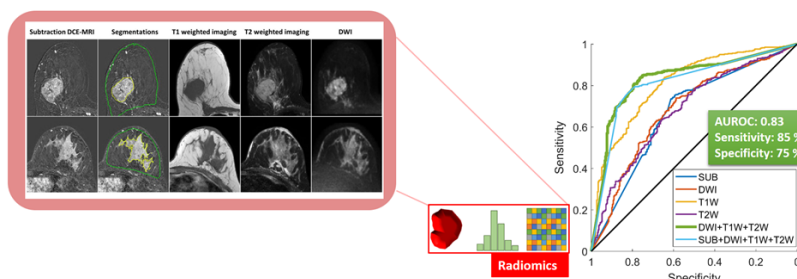 Subtraction DCE-MRI Segmentations T1 weighted imaging T2 weighted imaging DWI
Radiomics
Sensitivity
1
0.8
0.6
0.4
0.2
0
AUROC: 0.83
Sensitivity: 85 %
Specificity: 75 %
SUB
DWI
T1W
T2W
DWI+T1W+T2W
SUB+DWI+T1W+T2W
1 0.8 0.6 0.4 0.2 0
Specificity